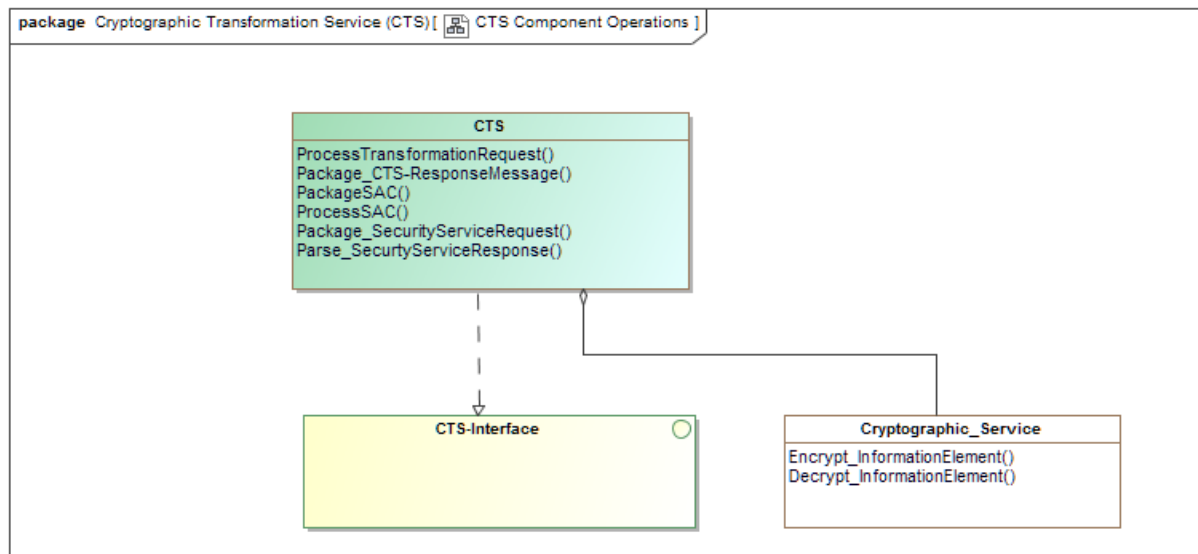 package Cryptographic Transformation Service (CTS) [ CTS Component Operations ]
CTS
ProcessTransformationRequest()
Package_CTS-ResponseMessage()
PackageSAC()
ProcessSAC()
Package_SecurityServiceRequest()
Parse_SecurtyServiceResponse()
CTS-Interface
Cryptographic_Service
Encrypt_InformationElement()
Decrypt_InformationElement()